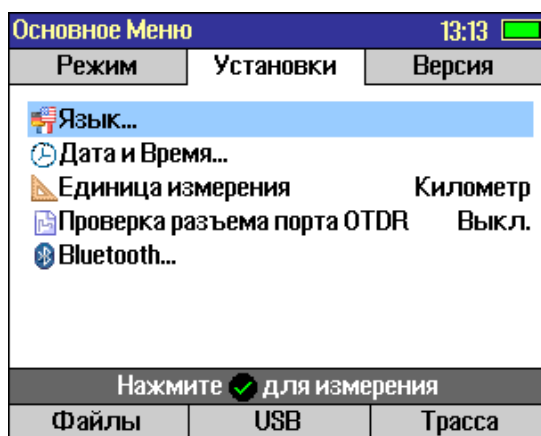 Основное Меню 13:13
Режим Установки Версия
Язык...
Дата и Время...
Единица измерения Километр
Проверка разъема порта OTDR Выкл.
Bluetooth...
Нажмите для измерения
Файлы USB Трасса